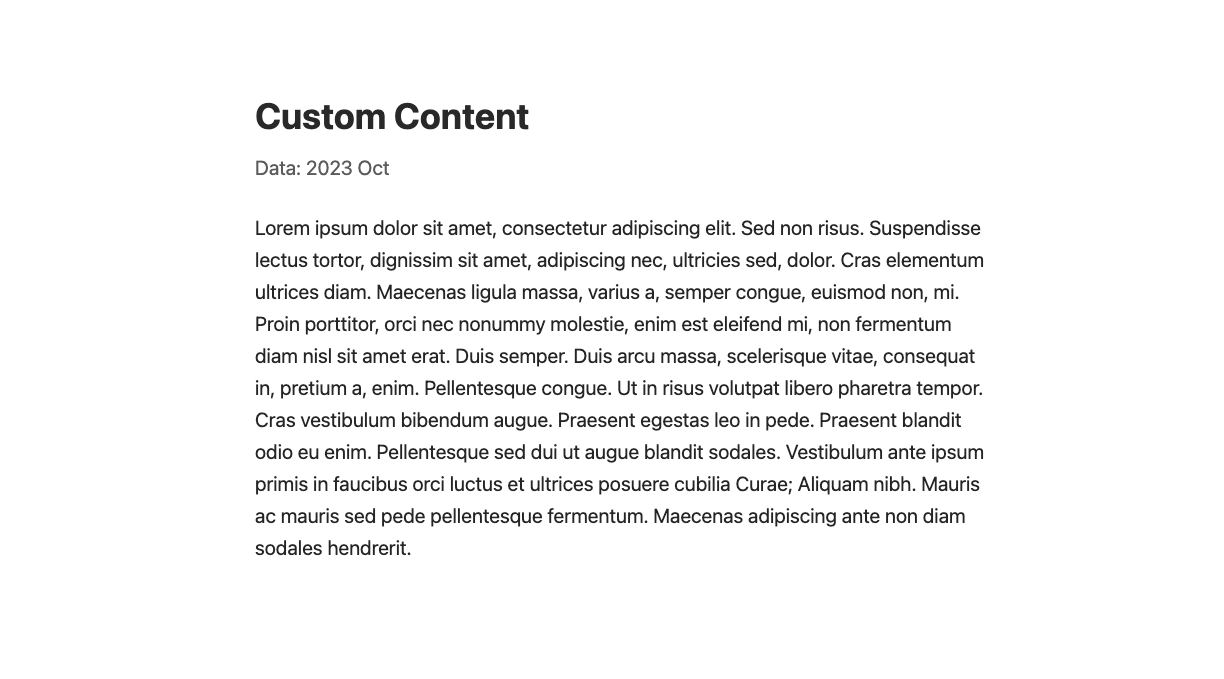 Custom Content
Data: 2023 Oct
Lorem ipsum dolor sit amet, consectetur adipiscing elit. Sed non risus. Suspendisse
lectus tortor, dignissim sit amet, adipiscing nec, ultricies sed, dolor. Cras elementum
ultrices diam. Maecenas ligula massa, varius a, semper congue, euismod non, mi.
Proin porttitor, orci nec nonummy molestie, enim est eleifend mi, non fermentum
diam nisl sit amet erat. Duis semper. Duis arcu massa, scelerisque vitae, consequat
in, pretium a, enim. Pellentesque congue. Ut in risus volutpat libero pharetra tempor.
Cras vestibulum bibendum augue. Praesent egestas leo in pede. Praesent blandit
odio eu enim. Pellentesque sed dui ut augue blandit sodales. Vestibulum ante ipsum
primis in faucibus orci luctus et ultrices posuere cubilia Curae; Aliquam nibh. Mauris
ac mauris sed pede pellentesque fermentum. Maecenas adipiscing ante non diam
sodales hendrerit.